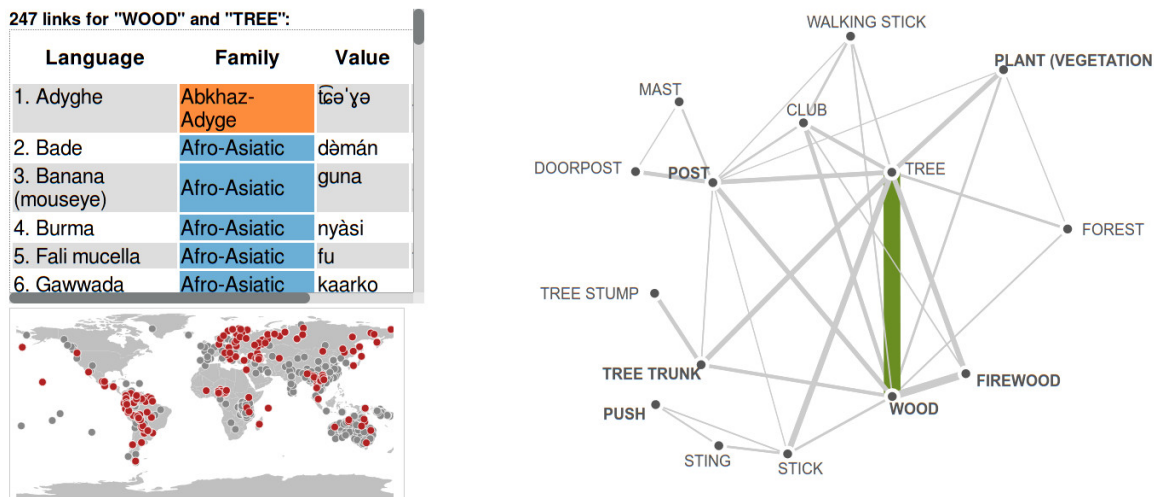 247 links for "WOOD" and "TREE":
Language Family Value
1. Adyghe Abkhaz-Adyge t͡ɕəˈɣə
2. Bade Afro-Asiatic də̀mán
3. Banana (mouseye) Afro-Asiatic guna
4. Burma Afro-Asiatic nyàsi
5. Fali mucella Afro-Asiatic fu
6. Gawwada Afro-Asiatic kaarko
WALKING STICK
PLANT (VEGETATION
MAST
CLUB
DOORPOST
POST
TREE
FOREST
TREE STUMP
TREE TRUNK
FIREWOOD
PUSH
WOOD
STING
STICK